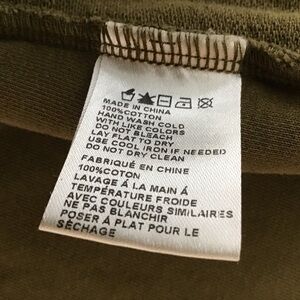 MADE IN CHINA
100%COTTON
HAND WASH COLD
WITH LIKE COLORS
DO NOT BLEACH
LAY FLAT TO DRY
USE COOL IRON IF NEEDED
DO NOT DRY CLEAN
FABRIQUÉ EN CHINE
100%COTON
LAVAGE À LA MAIN À
TEMPÉRATURE FROIDE
AVEC COULEURS SIMILAIRES
NE PAS BLANCHIR
POSER À PLAT POUR LE
SÉCHAGE